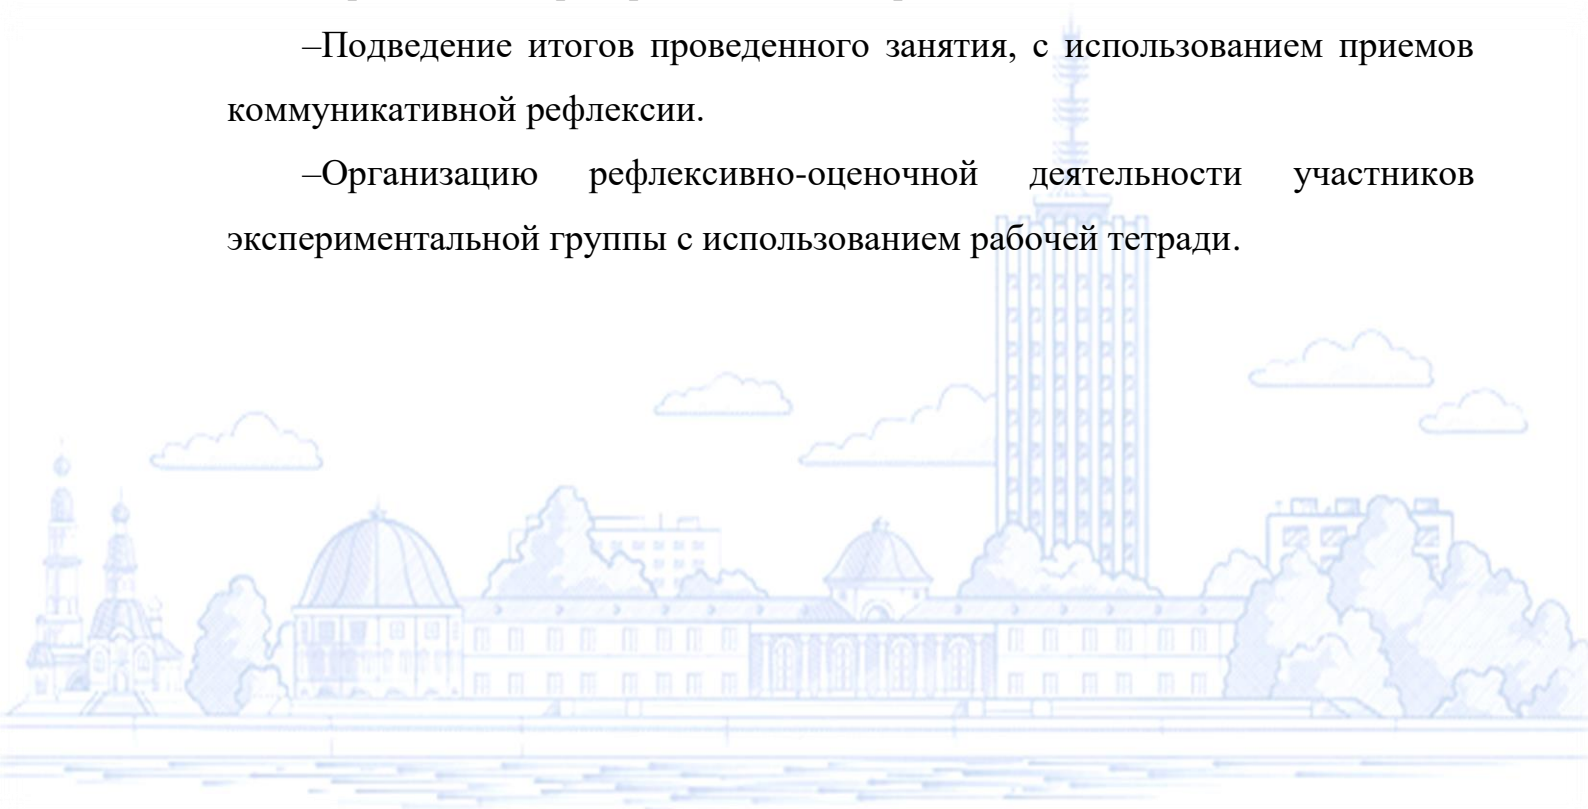 –Подведение итогов проведенного занятия, с использованием приемов
коммуникативной рефлексии.
–Организацию рефлексивно-оценочной деятельности участников
экспериментальной группы с использованием рабочей тетради.